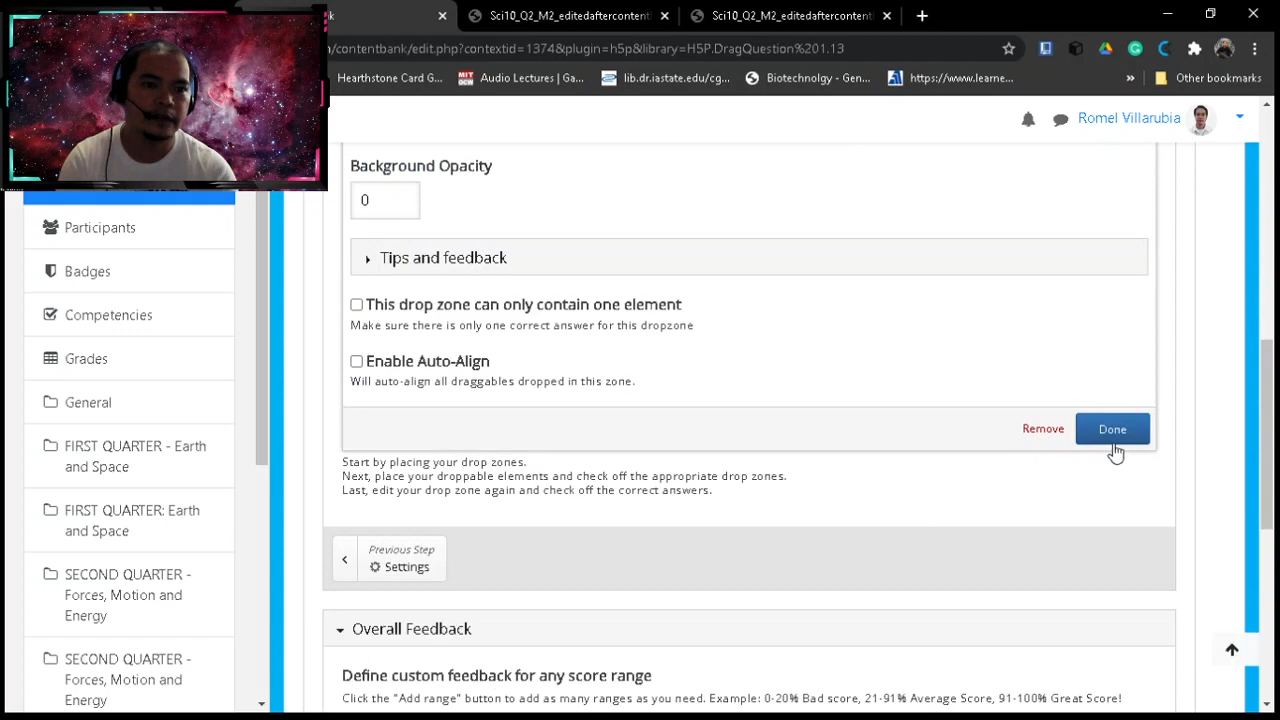 Sci10_Q2_M2_editedaftercontent
Sci10_Q2_M2_editedaftercontent
/contentbank/edit.php?contextid=1374&plugin=h5p&library=H5P.DragQuestion%201.13
Hearthstone Card G...
MIT
OCW
Audio Lectures | Ga...
lib.dr.iastate.edu/cg...
Biotechnolgy - Goo...
https://www.learne...
»
Other bookmarks
Romel Villarubia
Background Opacity
0
Tips and feedback
This drop zone can only contain one element
Make sure there is only one correct answer for this dropzone
Enable Auto-Align
Will auto-align all draggables dropped in this zone.
Remove
Done
Start by placing your drop zones.
Next, place your droppable elements and check off the appropriate drop zones.
Last, edit your drop zone again and check off the correct answers.
Previous Step
Settings
Overall Feedback
Define custom feedback for any score range
Click the "Add range" button to add as many ranges as you need. Example: 0-20% Bad score, 21-91% Average Score, 91-100% Great Score!
Participants
Badges
Competencies
Grades
General
FIRST QUARTER - Earth
and Space
FIRST QUARTER: Earth
and Space
SECOND QUARTER -
Forces, Motion and
Energy
SECOND QUARTER -
Forces, Motion and
Energy